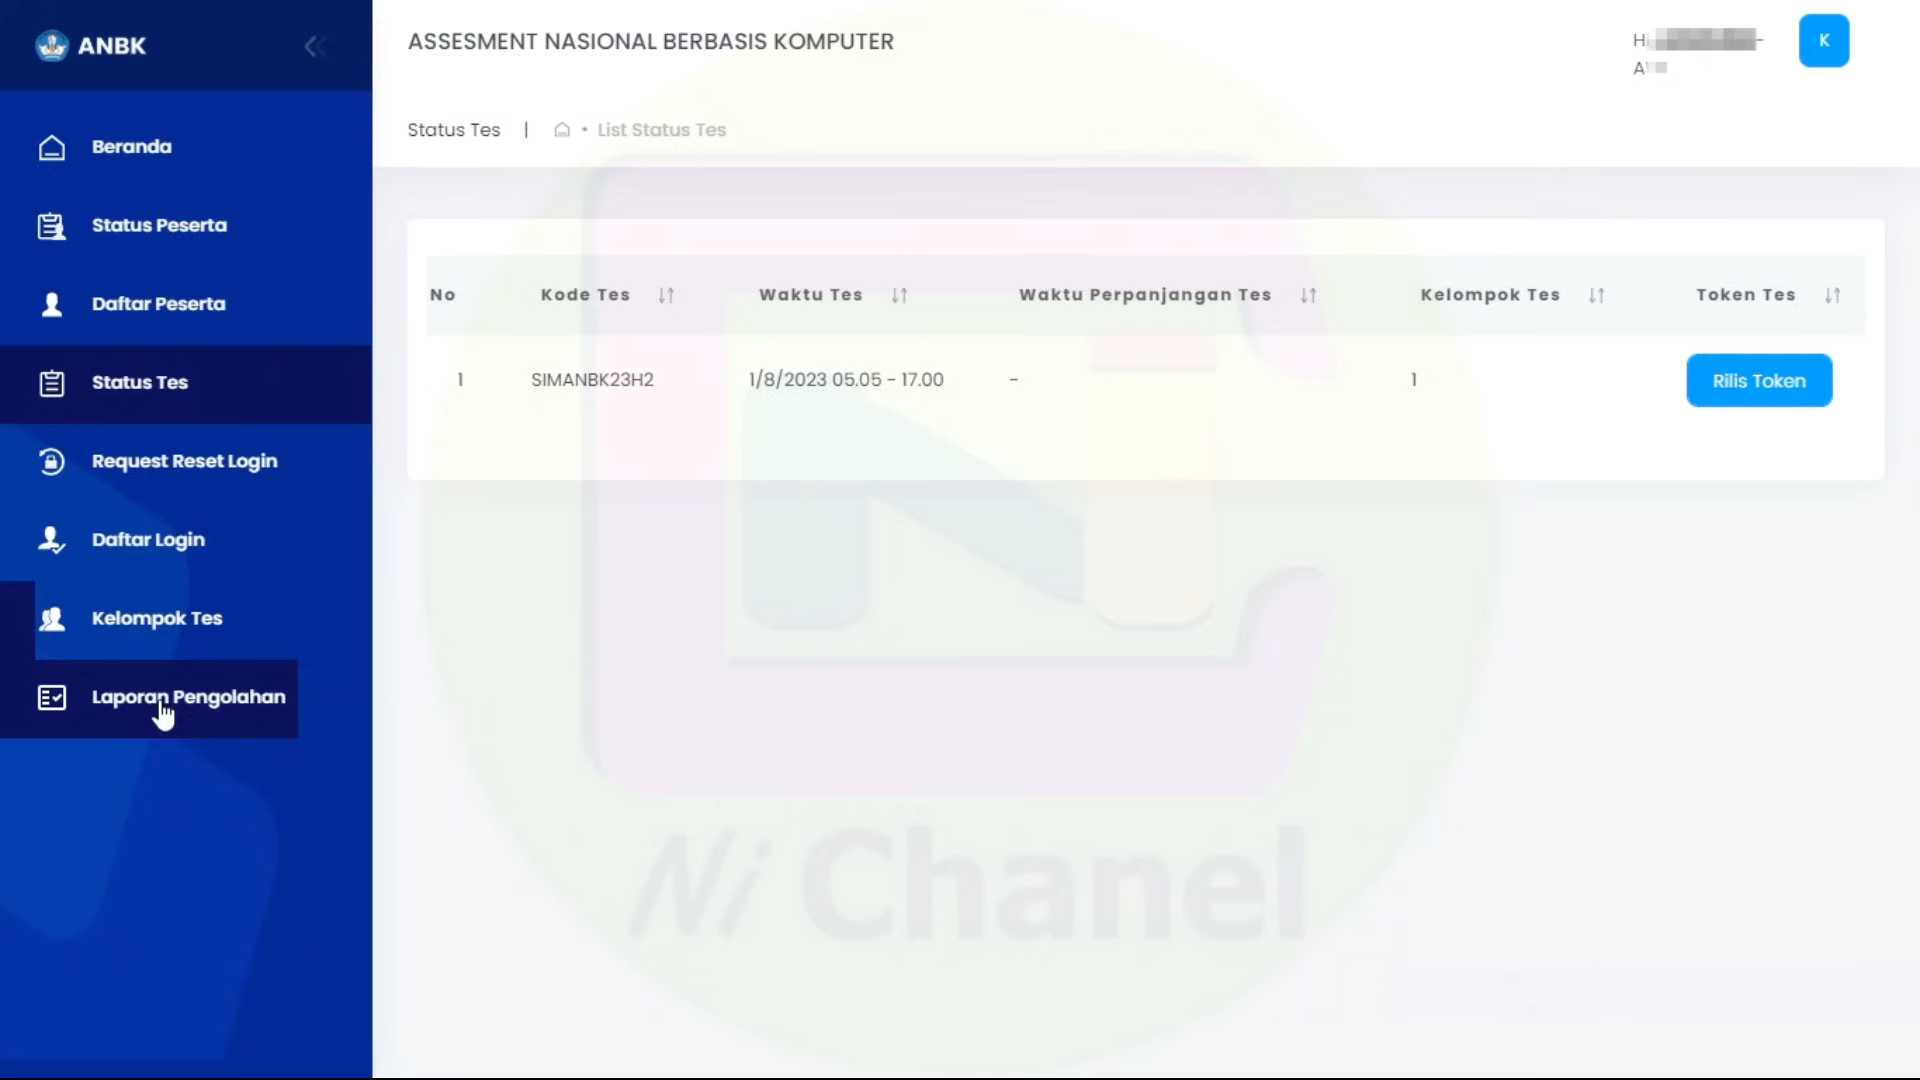 ANBK
ASSESMENT NASIONAL BERBASIS KOMPUTER
K
Status Tes | • List Status Tes
Beranda
Status Peserta
Daftar Peserta
Status Tes
Request Reset Login
Daftar Login
Kelompok Tes
Laporan Pengolahan
No Kode Tes Waktu Tes Waktu Perpanjangan Tes Kelompok Tes Token Tes
1 SIMANBK23H2 1/8/2023 05.05 - 17.00 - 1 Rilis Token
Ni Chanel